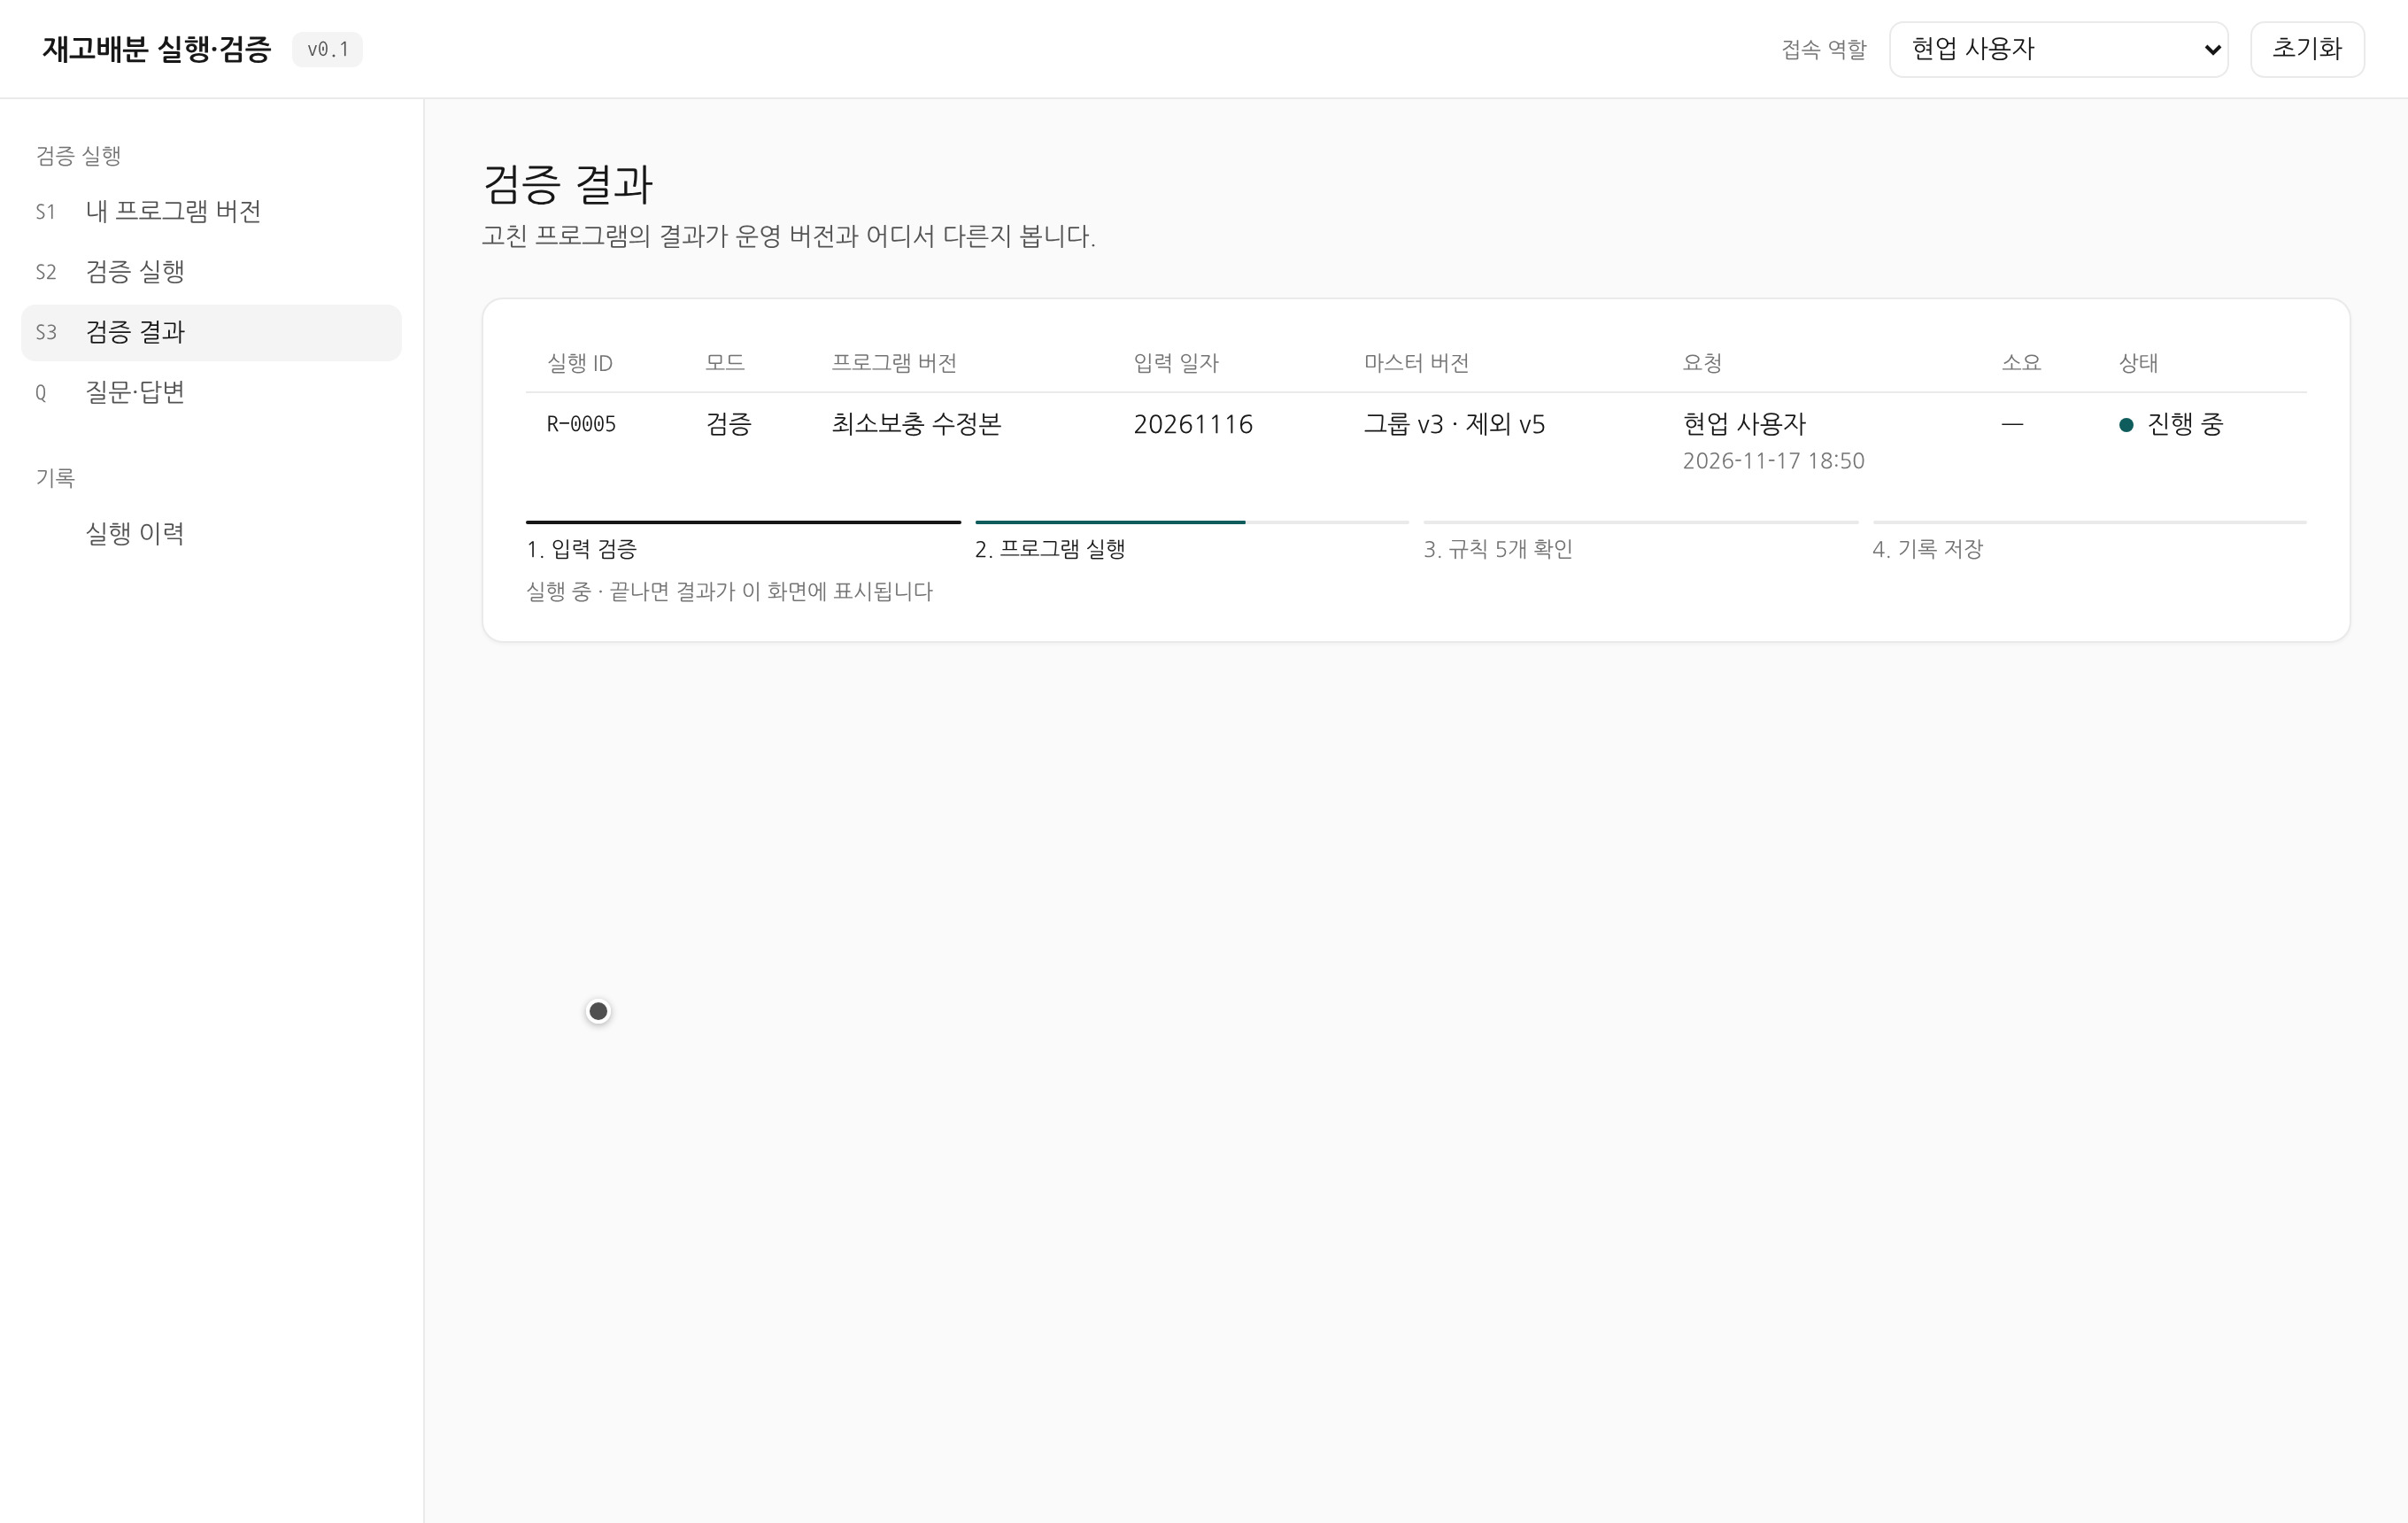 재고배분 실행·검증 v0.1 접속 역할 현업 사용자 초기화
검증 실행
S1 내 프로그램 버전
S2 검증 실행
S3 검증 결과
Q 질문·답변
기록
실행 이력
검증 결과
고친 프로그램의 결과가 운영 버전과 어디서 다른지 봅니다.
실행 ID 모드 프로그램 버전 입력 일자 마스터 버전 요청 소요 상태
R-0005 검증 최소보충 수정본 20261116 그룹 v3 · 제외 v5 현업 사용자 — 진행 중
2026-11-17 18:50
1. 입력 검증 2. 프로그램 실행 3. 규칙 5개 확인 4. 기록 저장
실행 중 · 끝나면 결과가 이 화면에 표시됩니다